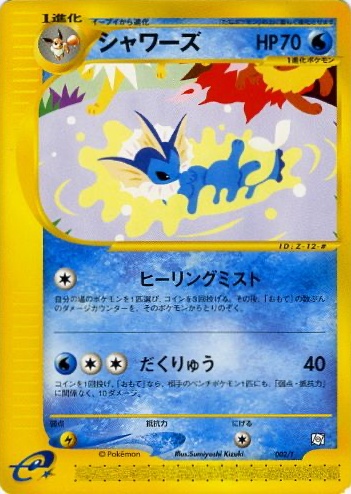 1進化
イーブイから進化
シャワーズ
HP70
1進化ポケモン
ID:Z-12-#
ヒーリングミスト
自分の場のポケモンを1匹選び、コインを3回投げる。その後、「おもて」の数ぶん
のダメージカウンターを、そのポケモンからとりのぞく。
だくりゅう 40
コインを1回投げ、「おもて」なら、相手のベンチポケモン1匹にも、「弱点・抵抗力」
に関係なく、10ダメージ。
弱点 抵抗力 にげる
© Pokémon Illus.Sumiyoshi Kizuki 002/T
e